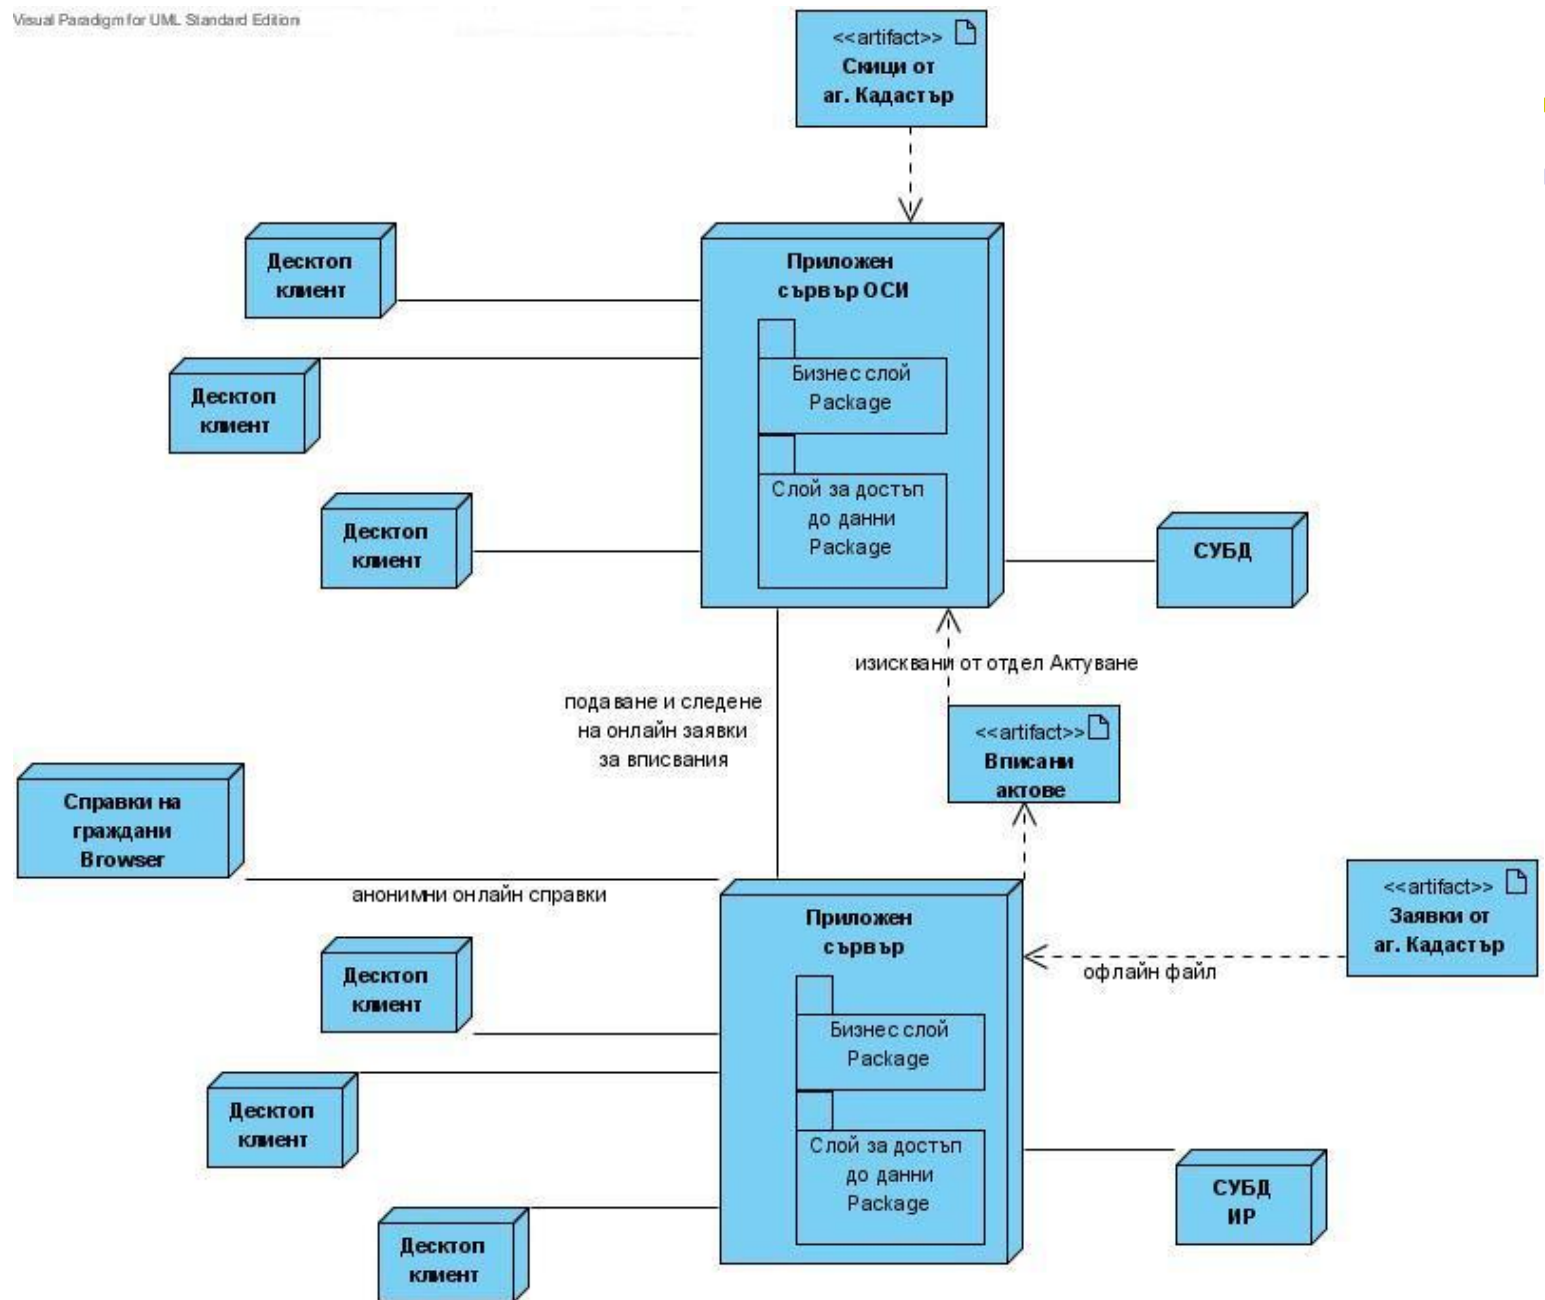 Visual Paradigm for UML Standard Edition
<<artifact>>
Скици от
аг. Кадастър
Десктоп
клиент
Приложен
сървър ОСИ
Десктоп
клиент
Бизнес слой
Package
Десктоп
клиент
Слой за достъп
до данни
Package
СУБД
изисквани от отдел Актуване
подаване и следене
на онлайн заявки
за вписвания
<<artifact>>
Вписани
актове
Справки на
граждани
Browser
анонимни онлайн справки
<<artifact>>
Заявки от
аг. Кадастър
Приложен
сървър
офлайн файл
Десктоп
клиент
Бизнес слой
Package
Десктоп
клиент
Слой за достъп
до данни
Package
СУБД
ИР
Десктоп
клиент